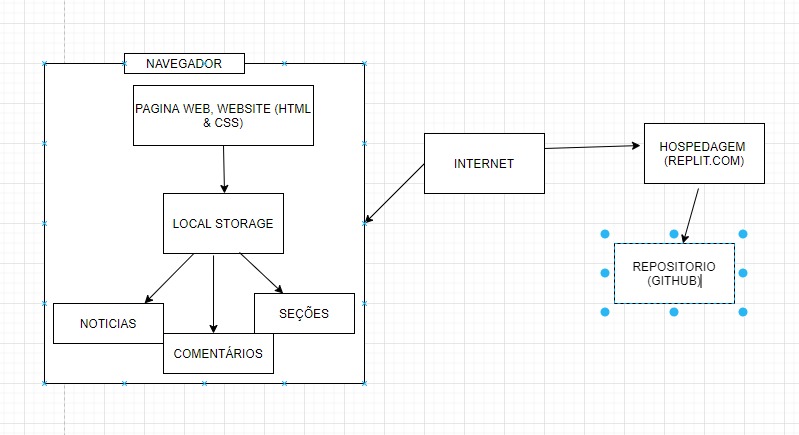 NAVEGADOR
PAGINA WEB, WEBSITE (HTML
& CSS)
LOCAL STORAGE
NOTICIAS
COMENTÁRIOS
SEÇÕES
INTERNET
HOSPEDAGEM
(REPLIT.COM)
REPOSITORIO
(GITHUB)